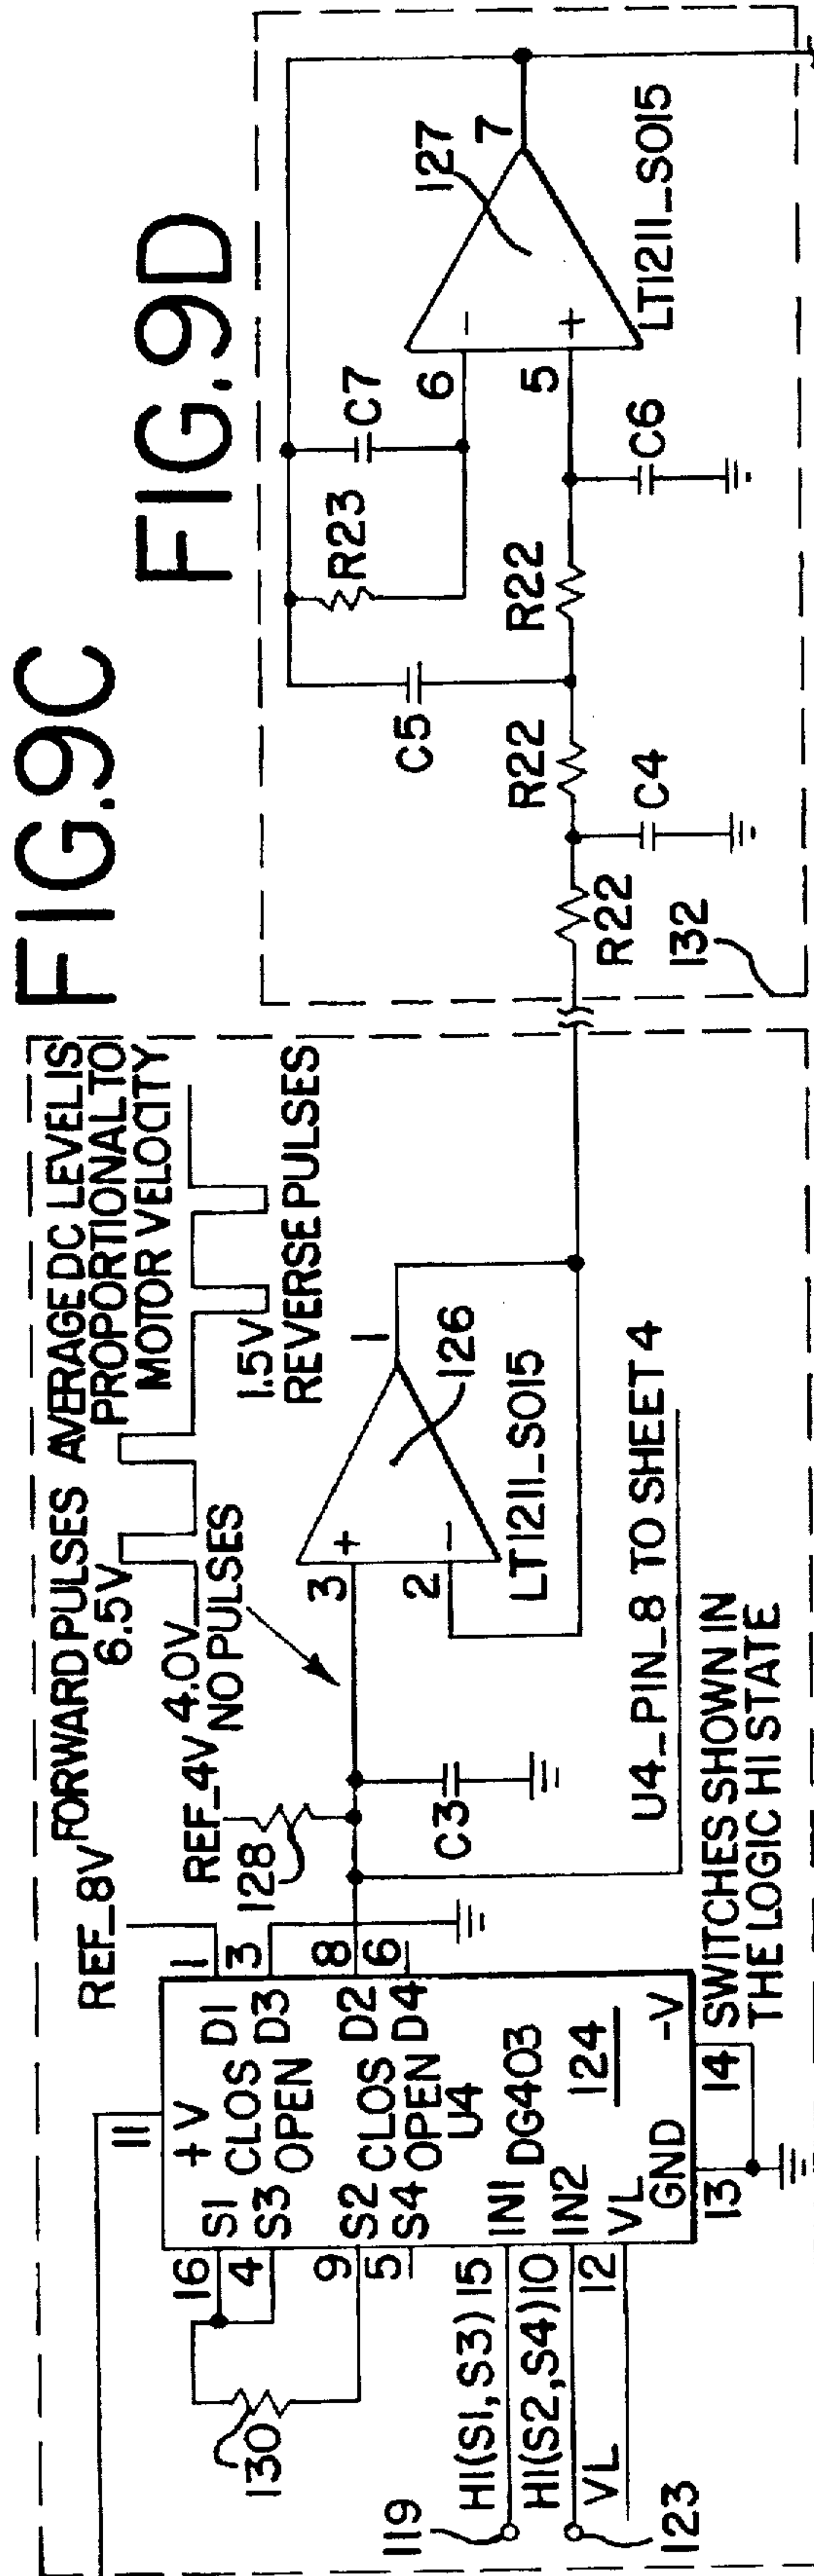 FIG.9C
FIG.9D
REF_8V
FORWARD PULSES
6.5V
AVERAGE DC LEVEL IS
PROPORTIONAL TO
MOTOR VELOCITY
REF_4V
4.0V
NO PULSES
1.5V
REVERSE PULSES
128
C3
3
2
+
-
1
126
LT1211_S015
U4_PIN_8 TO SHEET 4
11
+V
16
S1
CLOS
D1
1
4
S3
OPEN
D3
3
9
S2
CLOS
D2
8
5
S4
OPEN
D4
6
U4
DG403
124
HI(S1,S3) 15
IN1
HI(S2,S4) 10
IN2
VL
12
VL
GND
-V
13
14
130
119
123
SWITCHES SHOWN IN
THE LOGIC HI STATE
R22
C4
R22
C5
R22
C6
R23
C7
6
5
-
+
7
127
LT1211_S015
132